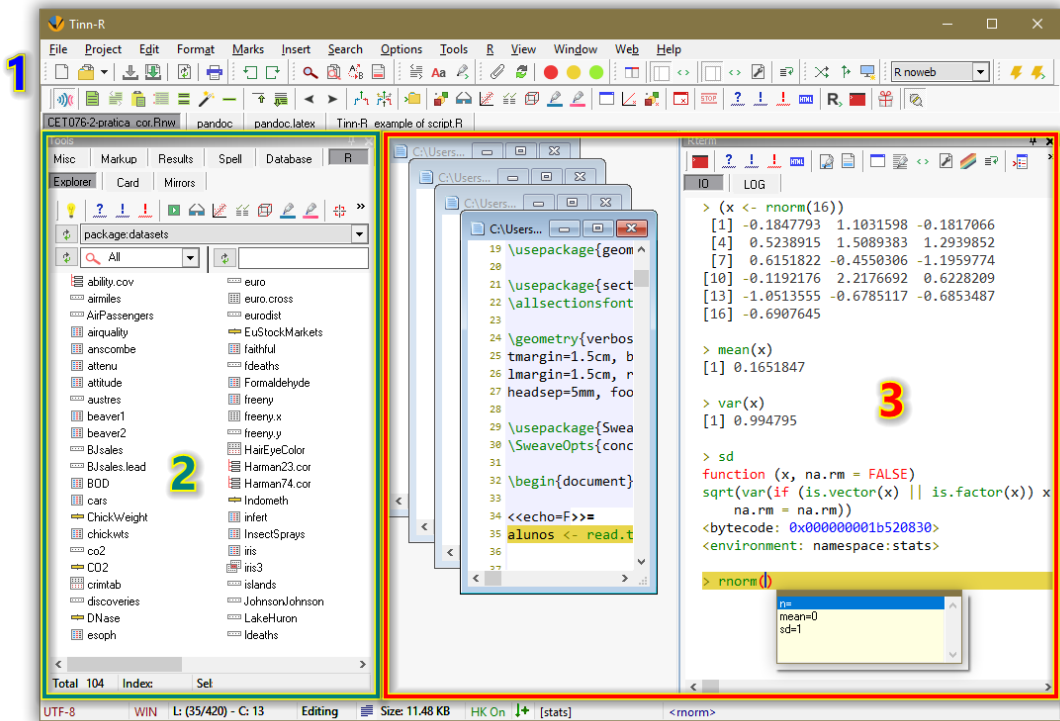 Tinn-R
1
File Project Edit Format Marks Insert Search Options Tools R View Window Web Help
R noweb
STOP
CET076-2-pratica_cor.Rnw pandoc pandoc.latex Tinn-R_example of script.R
Tools
Misc Markup Results Spell Database R
Explorer Card Mirrors
package:datasets
All
ability.cov
airmiles
AirPassengers
airquality
anscombe
attenu
attitude
austres
beaver1
beaver2
BJsales
BJsales.lead
BOD
cars
ChickWeight
chickwts
co2
CO2
crimtab
discoveries
DNase
esoph
euro
euro.cross
eurodist
EuStockMarkets
faithful
fdeaths
Formaldehyde
freeny
freeny.x
freeny.y
HairEyeColor
Harman23.cor
Harman74.cor
Indometh
infert
InsectSprays
iris
iris3
islands
JohnsonJohnson
LakeHuron
ldeaths
2
Total 104 Index: Sel:
C:\Users...
C:\Users...
C:\Users...
C:\Users...
19 \usepackage{geom
20
21 \usepackage{sect
22 \allsectionsfont
23
24 \geometry{verbos
25 tmargin=1.5cm, b
26 lmargin=1.5cm, r
27 headsep=5mm, foo
28
29 \usepackage{Swea
30 \SweaveOpts{conc
31
32 \begin{document}
33
34 <<echo=F>>=
35 alunos <- read.t
36
37
Rterm
IO LOG
> (x <- rnorm(16))
[1] -0.1847793 1.1031598 -0.1817066
[4] 0.5238915 1.5089383 1.2939852
[7] 0.6151822 -0.4550306 -1.1959774
[10] -0.1192176 2.2176692 0.6228209
[13] -1.0513555 -0.6785117 -0.6853487
[16] -0.6907645
> mean(x)
[1] 0.1651847
> var(x)
[1] 0.994795
3
> sd
function (x, na.rm = FALSE)
sqrt(var(if (is.vector(x) || is.factor(x)) x
na.rm = na.rm))
<bytecode: 0x000000001b520830>
<environment: namespace:stats>
> rnorm()
n=
mean=0
sd=1
UTF-8 WIN L: (35/420) - C: 13 Editing Size: 11.48 KB HK On [stats] <rnorm>